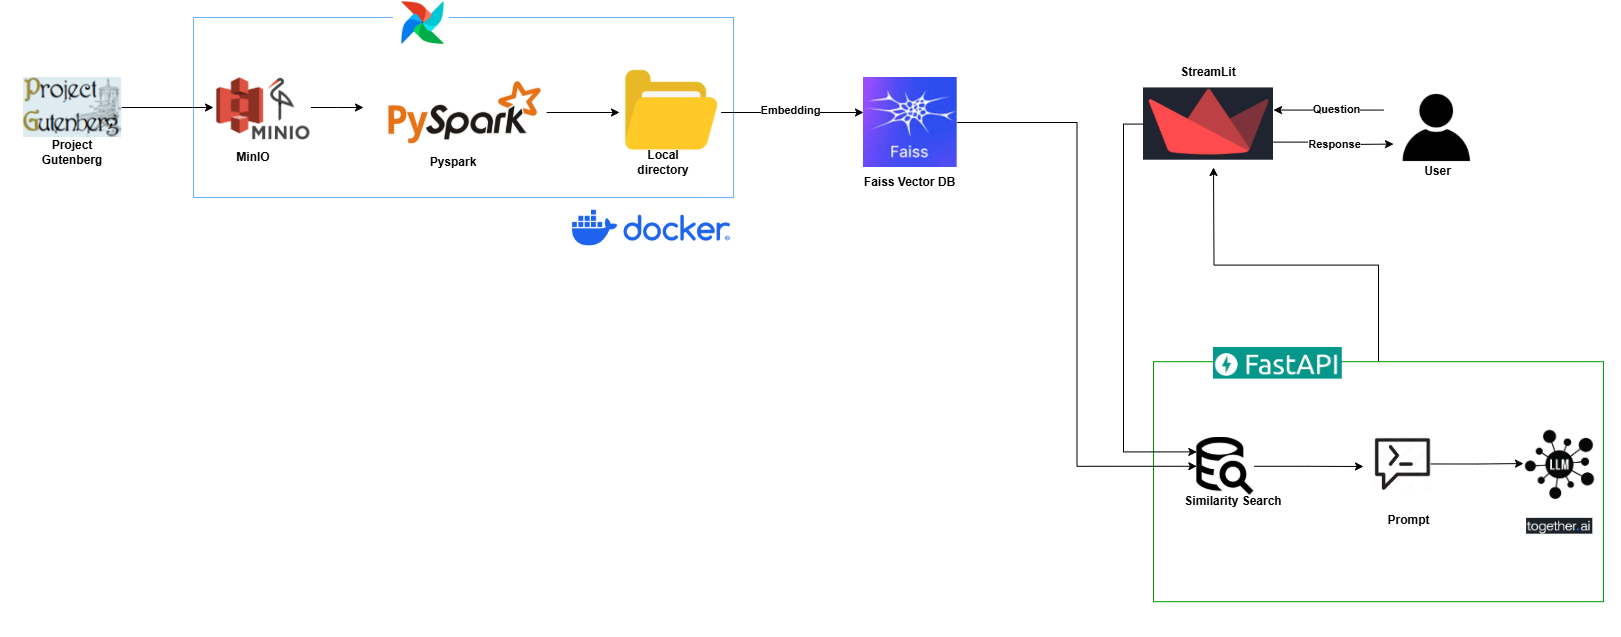 Project
Gutenberg
Project
Gutenberg
MINIO
MinIO
PySpark
Pyspark
Local
directory
docker
Embedding
Faiss
Faiss Vector DB
StreamLit
Question
Response
User
FastAPI
Similarity Search
Prompt
LLM
together.ai